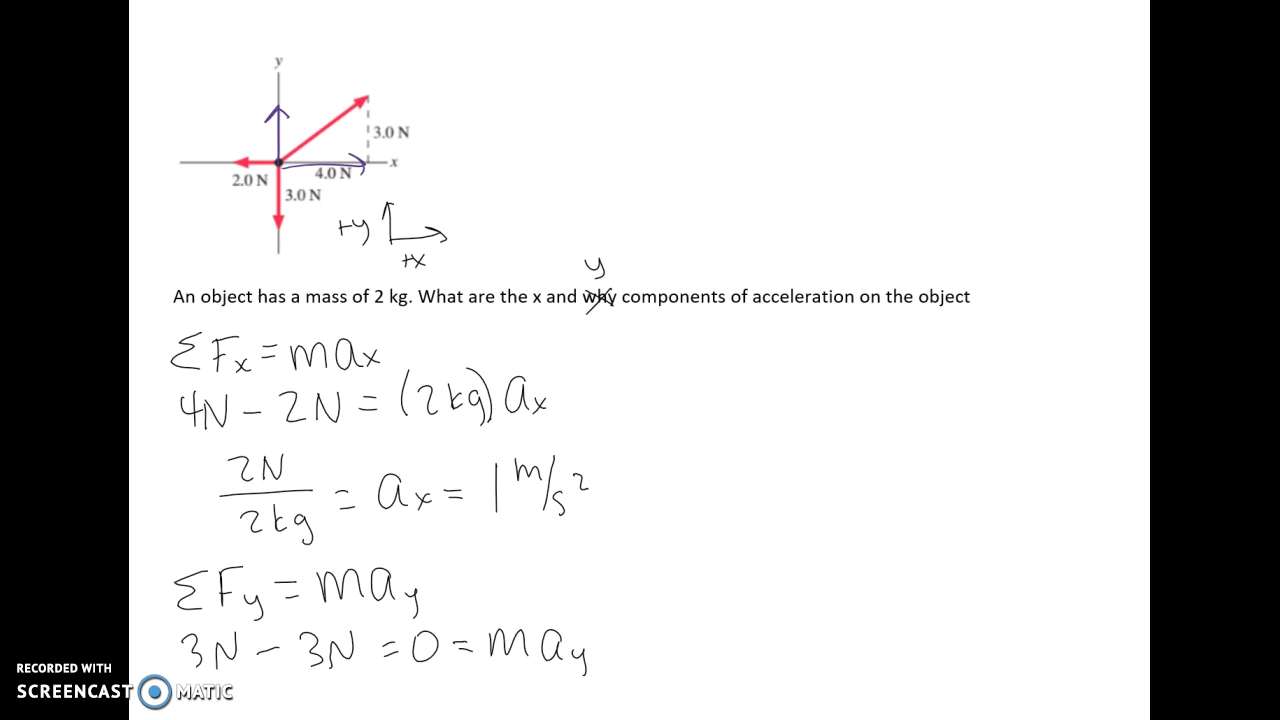 y
3.0 N
x
4.0 N
2.0 N
3.0 N
+y
+x
y
An object has a mass of 2 kg. What are the x and why components of acceleration on the object
ΣFx = max
4N - 2N = (2kg) ax
2N
2kg
= ax = 1 m/s²
ΣFy = may
3N - 3N = 0 = may
RECORDED WITH
SCREENCAST MATIC